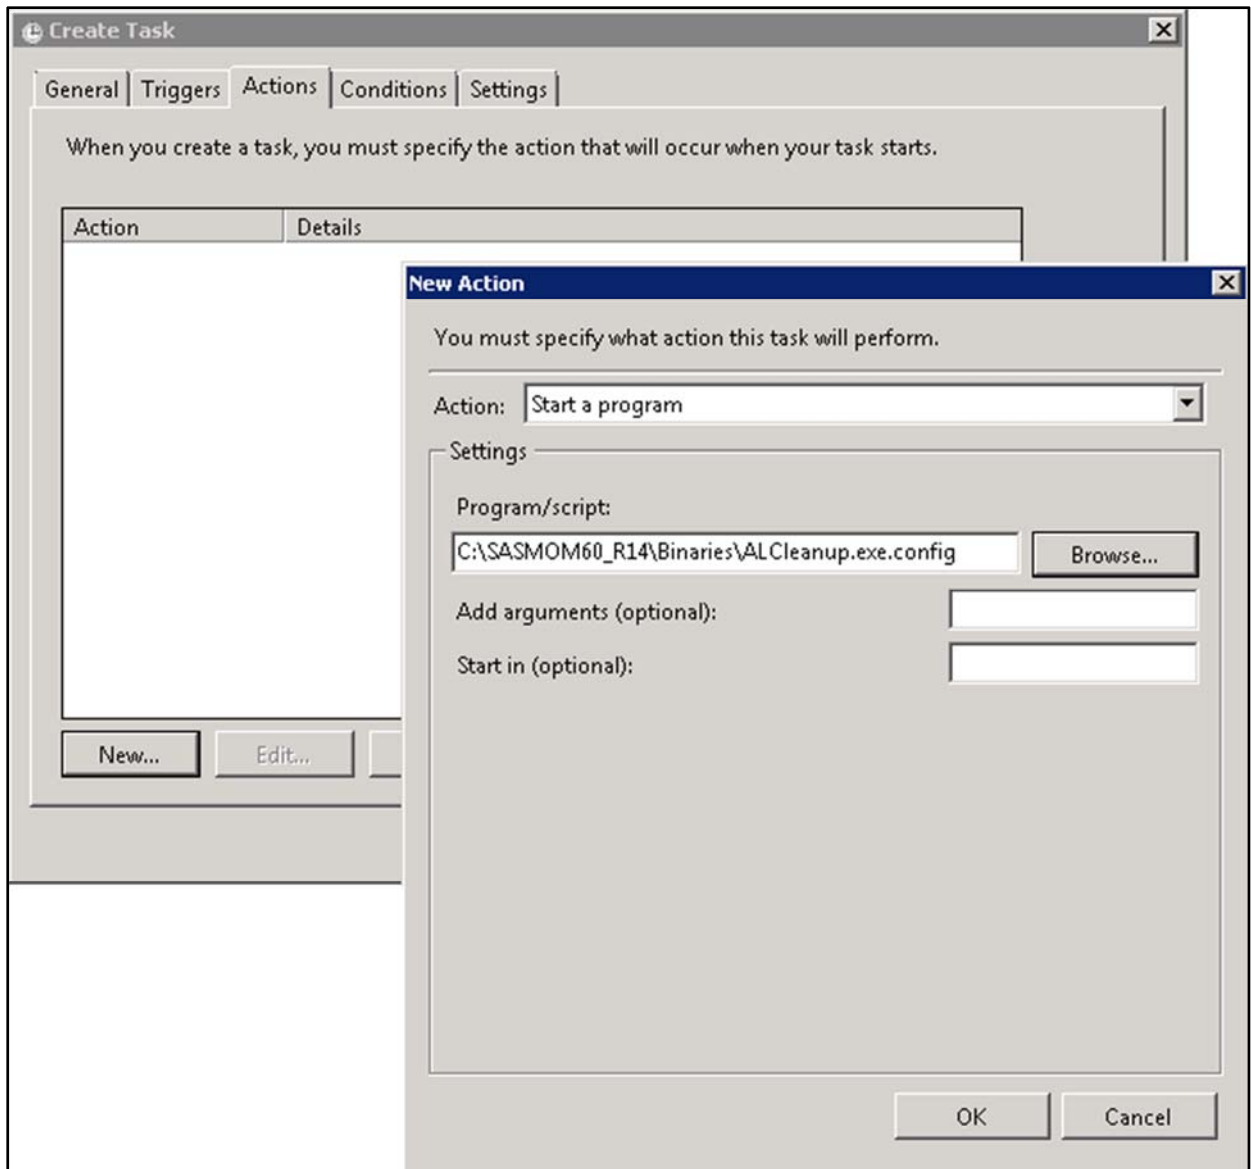 Create Task
General Triggers Actions Conditions Settings
When you create a task, you must specify the action that will occur when your task starts.
Action Details
New Action
You must specify what action this task will perform.
Action: Start a program
Settings
Program/script:
C:\SASMOM60_R14\Binaries\ALCleanup.exe.config Browse...
Add arguments (optional):
Start in (optional):
New... Edit...
OK Cancel